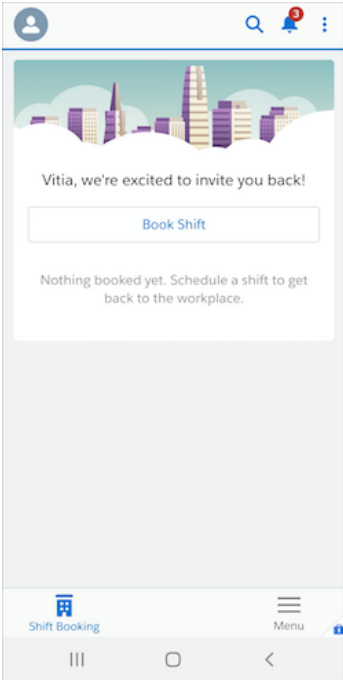 3
Vitia, we're excited to invite you back!
Book Shift
Nothing booked yet. Schedule a shift to get
back to the workplace.
Shift Booking
Menu